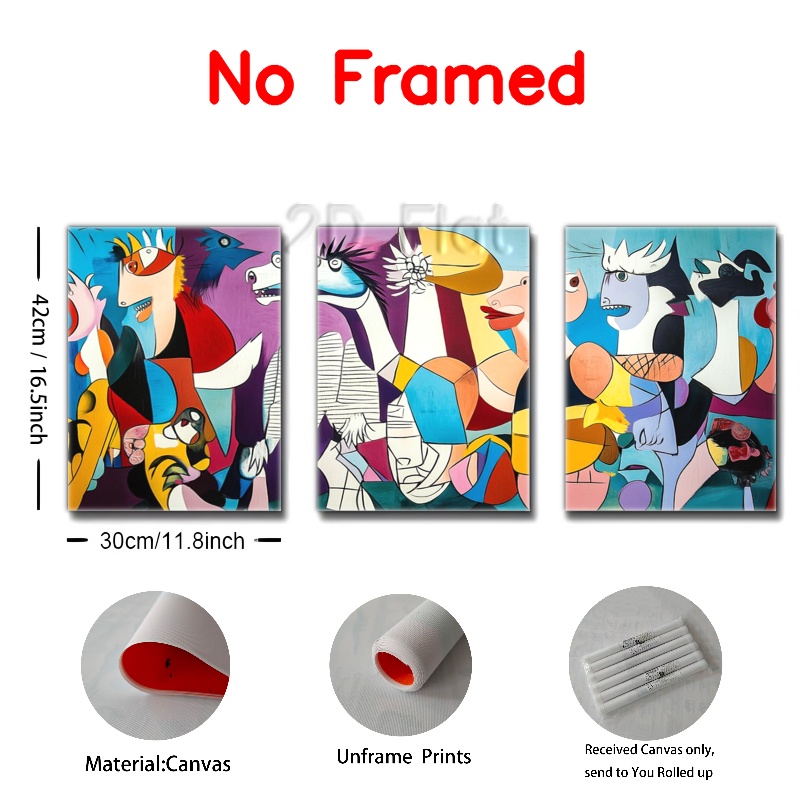 No Framed
2D Flat
42cm / 16.5inch
30cm/11.8inch
Material:Canvas
Unframe Prints
Received Canvas only,
send to You Rolled up